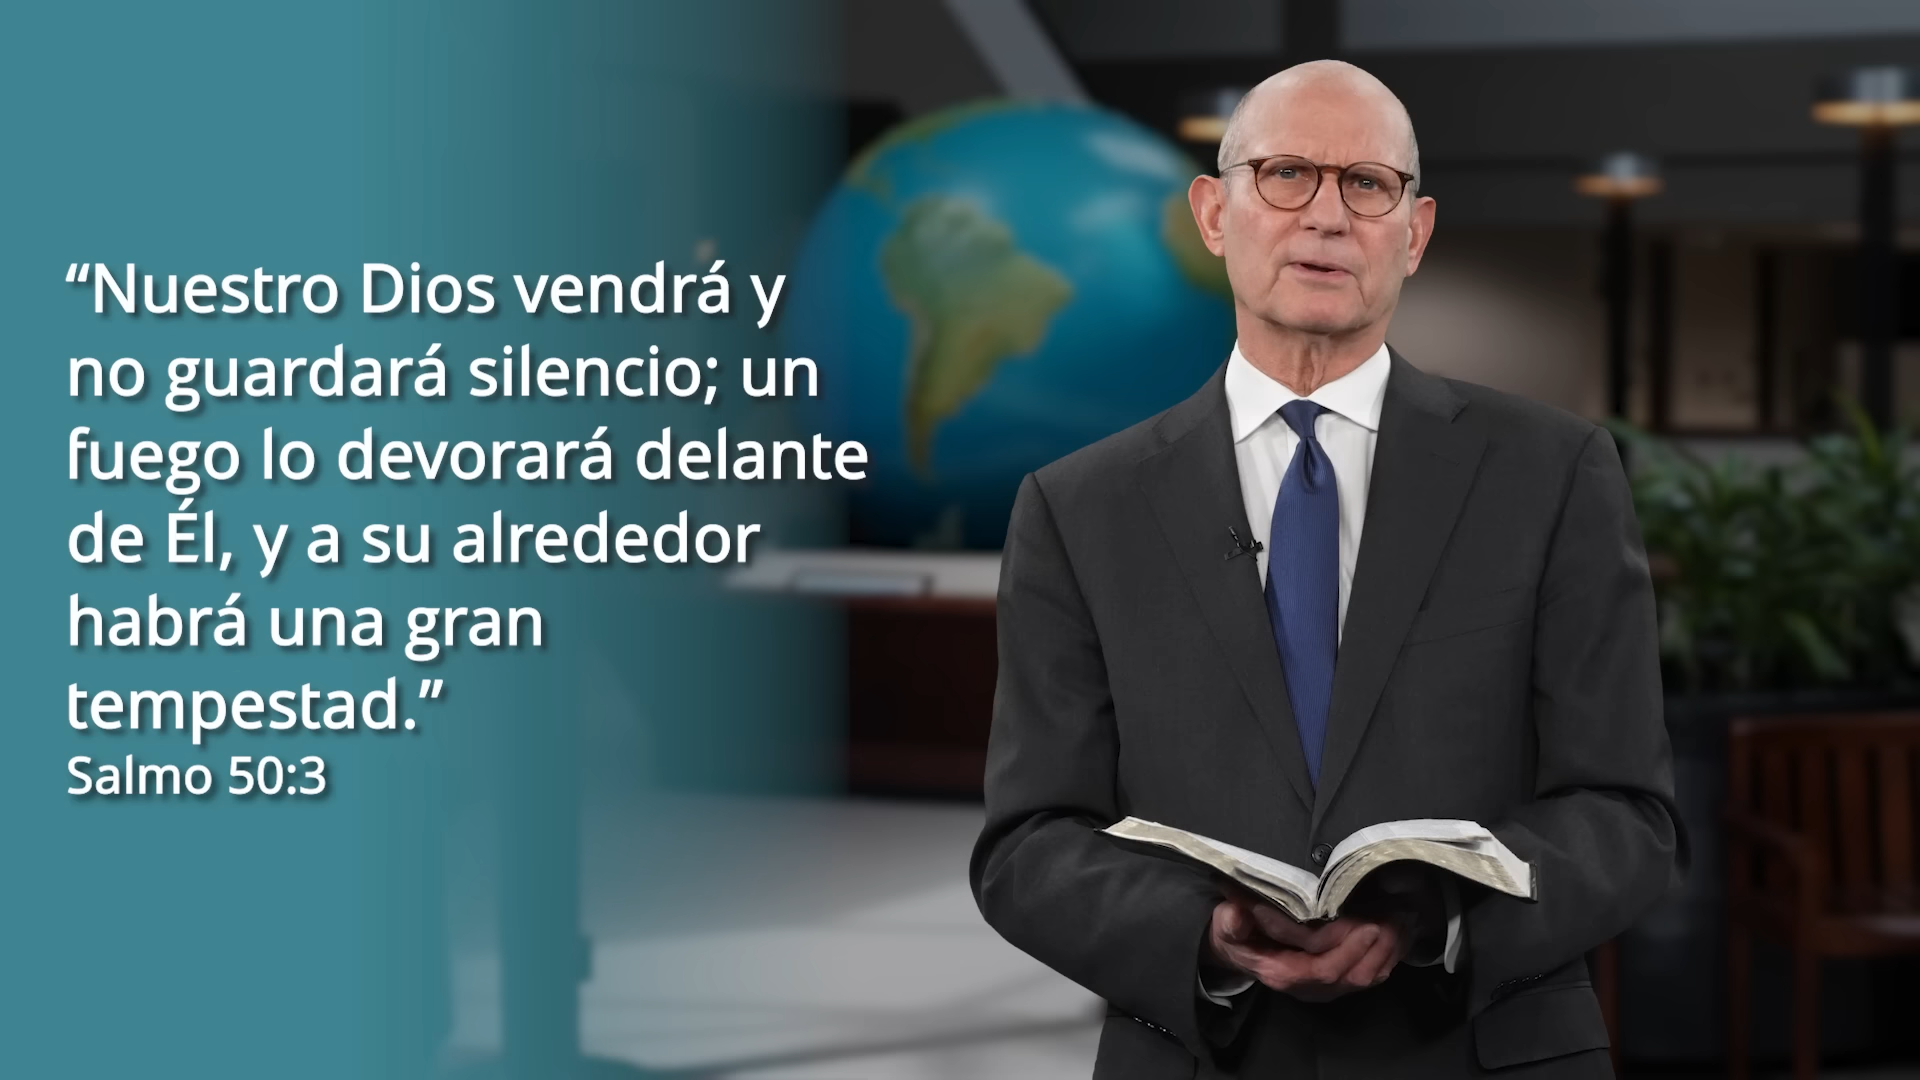 “Nuestro Dios vendrá y
no guardará silencio; un
fuego lo devorará delante
de Él, y a su alrededor
habrá una gran
tempestad.”
Salmo 50:3